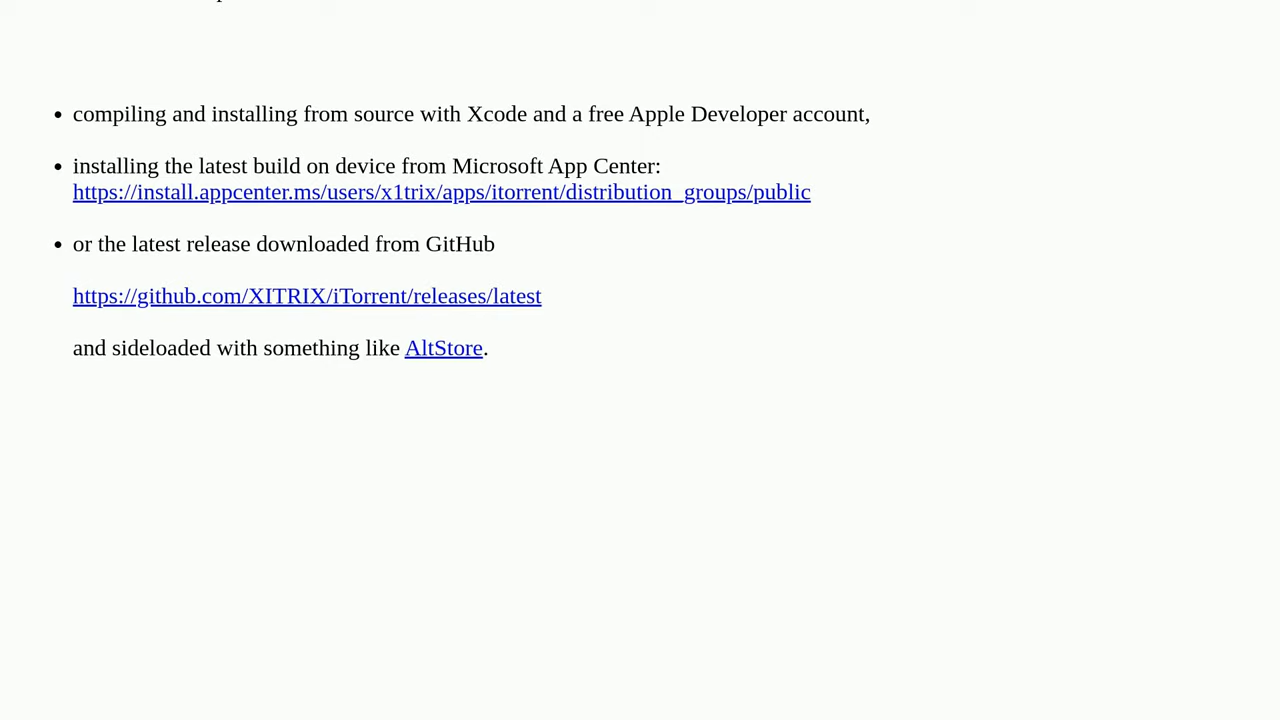 • compiling and installing from source with Xcode and a free Apple Developer account,
• installing the latest build on device from Microsoft App Center:
https://install.appcenter.ms/users/x1trix/apps/itorrent/distribution_groups/public
• or the latest release downloaded from GitHub
https://github.com/XITRIX/iTorrent/releases/latest
and sideloaded with something like AltStore.